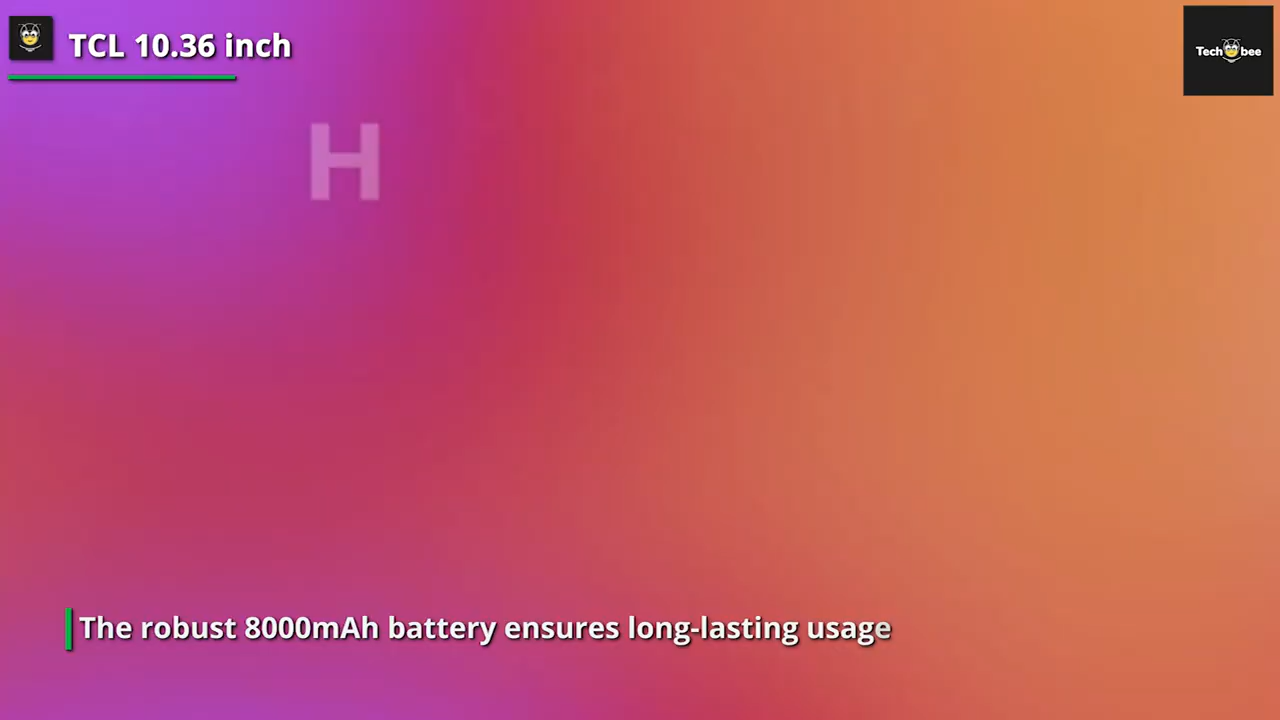 TCL 10.36 inch
Tech bee
H
The robust 8000mAh battery ensures long-lasting usage